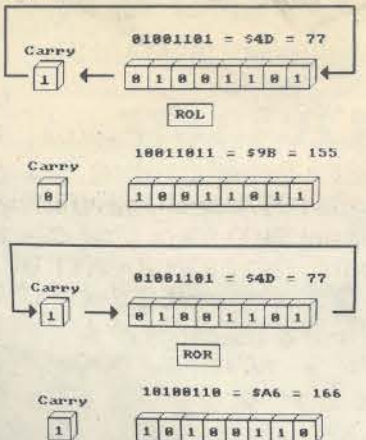 01001101 = $4D = 77
Carry
1 0 1 0 0 1 1 0 1
ROL
10011011 = $9B = 155
Carry
0 1 0 0 1 1 0 1 1
01001101 = $4D = 77
Carry
1 0 1 0 0 1 1 0 1
ROR
10100110 = $A6 = 166
Carry
1 1 0 1 0 0 1 1 0